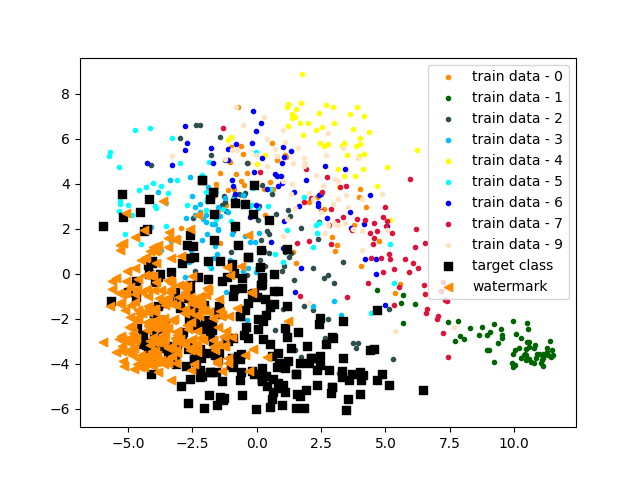 8
6
4
2
0
−2
−4
−6
−5.0 −2.5 0.0 2.5 5.0 7.5 10.0
train data - 0
train data - 1
train data - 2
train data - 3
train data - 4
train data - 5
train data - 6
train data - 7
train data - 9
target class
watermark